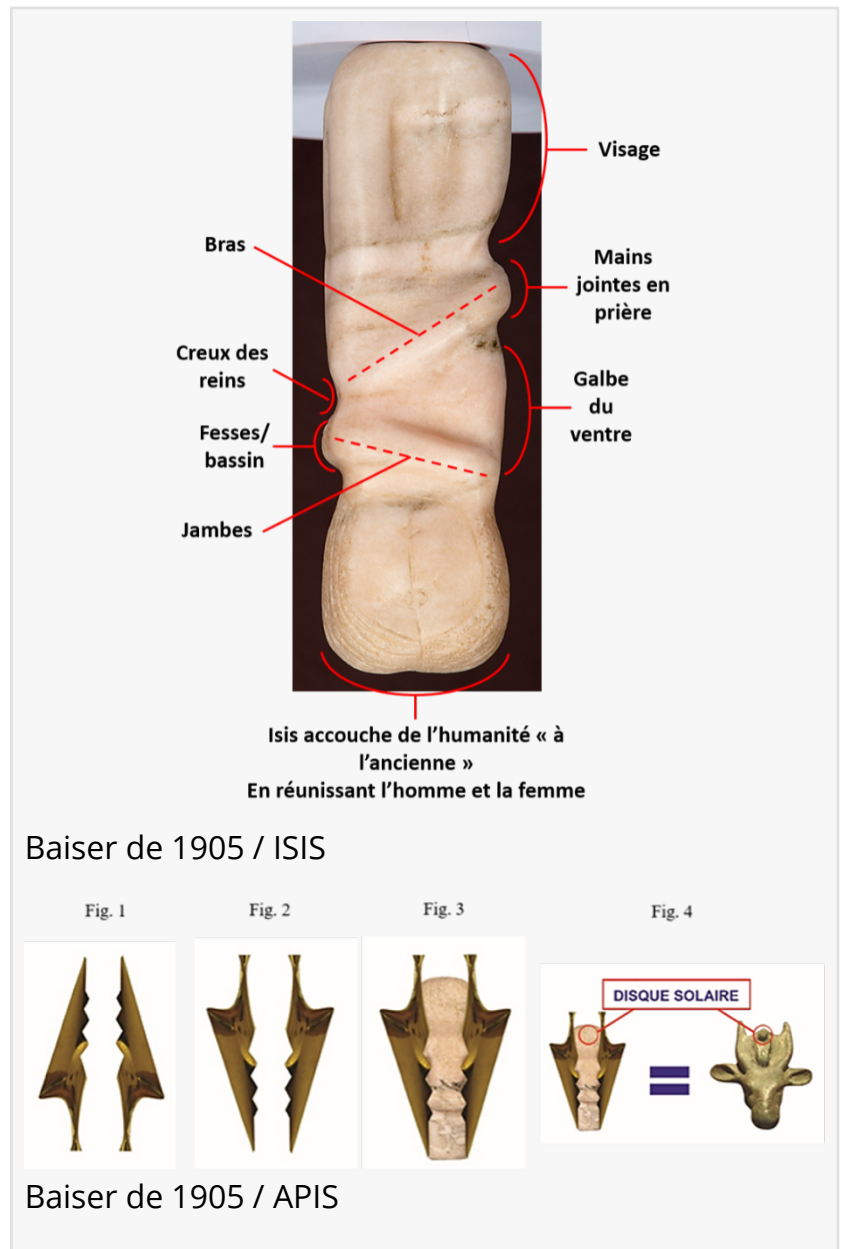 Visage
Bras
Mains
jointes en
prière
Creux des
reins
Galbe
du
ventre
Fesses/
bassin
Jambes
Isis accouche de l’humanité « à
l’ancienne »
En réunissant l’homme et la femme
Baiser de 1905 / ISIS
Fig. 1
Fig. 2
Fig. 3
Fig. 4
DISQUE SOLAIRE
=
Baiser de 1905 / APIS